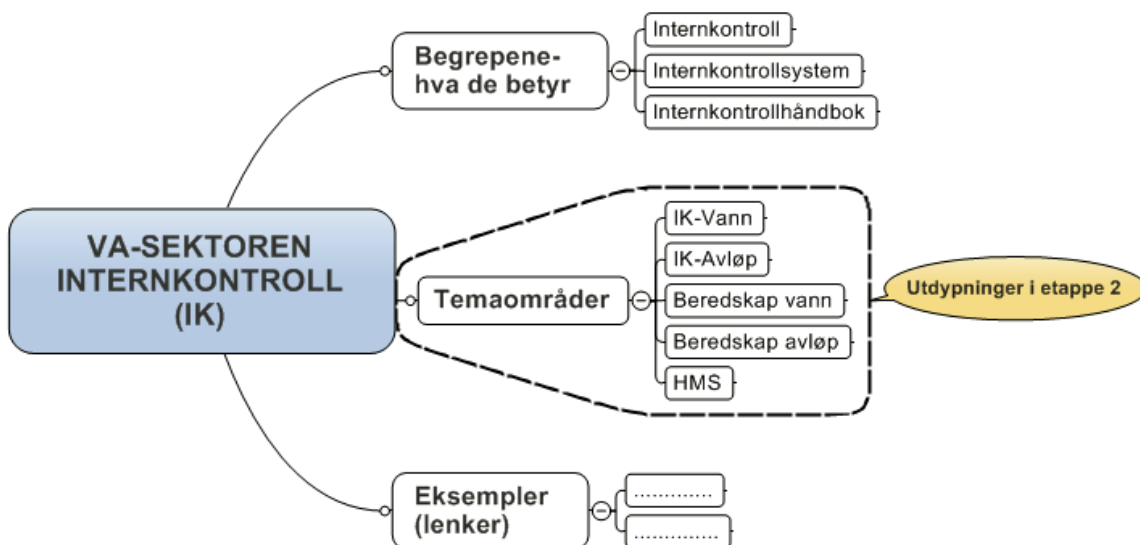 Begrepene-
hva de betyr
Internkontroll
Internkontrollsystem
Internkontrollhåndbok
VA-SEKTOREN
INTERNKONTROLL
(IK)
Temaområder
IK-Vann
IK-Avløp
Beredskap vann
Beredskap avløp
HMS
Utdypninger i etappe 2
Eksempler
(lenker)
.............
..............